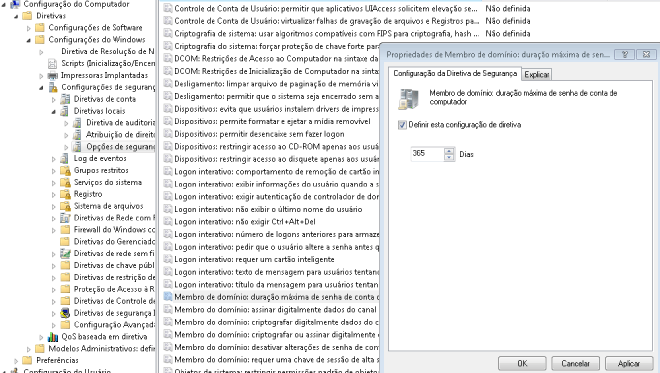 Configuração do Computador
Diretivas
Configurações de Software
Configurações do Windows
Diretiva de Resolução de N
Scripts (Inicialização/Encerr
Impressoras Implantadas
Configurações de seguranç
Diretivas de conta
Diretivas locais
Diretiva de auditoria
Atribuição de direito
Opções de seguranç
Log de eventos
Grupos restritos
Serviços do sistema
Registro
Sistema de arquivos
Diretivas de Rede com F
Firewall do Windows co
Diretivas do Gerenciado
Diretivas de rede sem fi
Diretivas de chave públ
Diretivas de restrição de
Proteção de Acesso à R
Diretivas de Controle d
Diretivas de segurança I
Configuração Avançad
QoS baseada em diretiva
Modelos Administrativos: defi
Preferências
Configuração do Usuário
Controle de Conta de Usuário: permitir que aplicativos UIAccess solicitem elevação se... Não definida
Controle de Conta de Usuário: virtualizar falhas de gravação de arquivos e Registros pa... Não definida
Criptografia de sistema: usar algoritmos compatíveis com FIPS para criptografia, hash ... Não definida
Criptografia do sistema: forçar proteção de chave forte para
DCOM: Restrições de Acesso ao Computador na sintaxe da
DCOM: Restrições de Inicialização de Computador na sintax
Desligamento: limpar arquivo de paginação de memória vi
Desligamento: permitir que o sistema seja encerrado sem a
Dispositivos: evita que usuários instalem drivers de impress
Dispositivos: permite formatar e ejetar a mídia removível
Dispositivos: permitir desencaixe sem fazer logon
Dispositivos: restringir acesso ao CD-ROM apenas aos usuá
Dispositivos: restringir acesso ao disquete apenas aos usuár
Logon interativo: comportamento de remoção de cartão in
Logon interativo: exibir informações do usuário quando a s
Logon interativo: exigir autenticação de controlador de dor
Logon interativo: não exibir o último nome do usuário
Logon interativo: não exigir Ctrl+Alt+Del
Logon interativo: número de logons anteriores para armaze
Logon interativo: pedir que o usuário altere a senha antes q
Logon interativo: requer um cartão inteligente
Logon interativo: texto de mensagem para usuários tentand
Logon interativo: título da mensagem para usuários tentan
Membro de domínio: duração máxima de senha de conta d
Membro do domínio: assinar digitalmente dados do canal
Membro do domínio: criptografar digitalmente dados do c
Membro do domínio: criptografar ou assinar digitalmente
Membro do domínio: desativar alterações de senha de con
Membro do domínio: requer uma chave de sessão de alta s
Objetos de sistema: restringir permissões padrão de objeto
Propriedades de Membro de domínio: duração máxima de sen...
Configuração da Diretiva de Segurança Explicar
Membro de domínio: duração máxima de senha de conta de
computador
Definir esta configuração de diretiva
365 Dias
OK Cancelar Aplicar